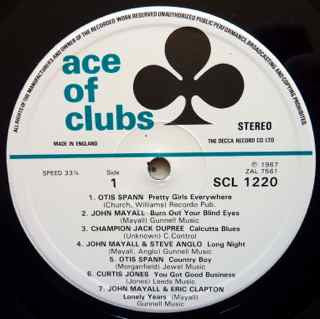 ALL RIGHTS OF THE MANUFACTURERS AND OWNER OF THE RECORDED WORK RESERVED. UNAUTHORIZED PUBLIC PERFORMANCE, BROADCASTING AND COPYING PROHIBITED.
ace
of
clubs
STEREO
MADE IN ENGLAND
THE DECCA RECORD CO LTD
℗ 1967
SPEED 33⅓
Side
1
ZAL 7561
SCL 1220
1. OTIS SPANN Pretty Girls Everywhere
(Church, Williams) Recordo Pub.
2. JOHN MAYALL Burn Out Your Blind Eyes
(Mayall) Gunnell Music
3. CHAMPION JACK DUPREE Calcutta Blues
(Unknown) C.Control
4. JOHN MAYALL & STEVE ANGLO Long Night
(Mayall, Anglo) Gunnell Music
5. OTIS SPANN Country Boy
(Morganfield) Jewel Music
6. CURTIS JONES You Got Good Business
(Jones) Leeds Music
7. JOHN MAYALL & ERIC CLAPTON
Lonely Years (Mayall)
Gunnell Music